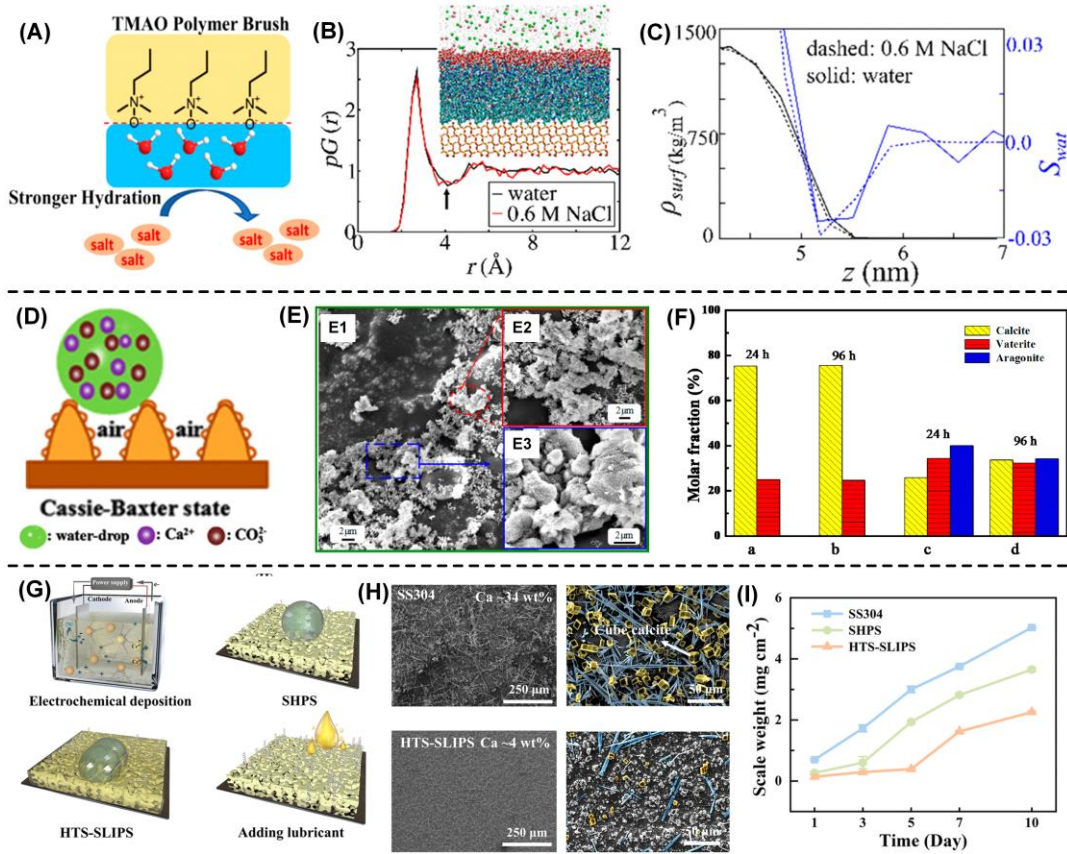 (A)
TMAO Polymer Brush
N⁺ N⁺ N⁺
O⁻ O⁻ O⁻
Stronger Hydration
salt salt salt salt
salt salt salt salt
(B)
3
2
1
0
pG (r)
water
0.6 M NaCl
0 4 8 12
r (Å)
(C)
1500
750
0
ρsurf (kg/m³)
dashed: 0.6 M NaCl
solid: water
0.03
0.0
-0.03
Swat
5 6 7
z (nm)
(D)
air air
Cassie-Baxter state
: water-drop : Ca²⁺ : CO₃²⁻
(E)
E1
2μm
E2
2μm
E3
2μm
(F)
Molar fraction (%)
100
80
60
40
20
0
Calcite
Vaterite
Aragonite
24 h
96 h
24 h
96 h
a b c d
(G)
Power supply
e-
Cathode Anode
Electrochemical deposition
SHPS
HTS-SLIPS
Adding lubricant
(H)
SS304 Ca ~34 wt%
250 μm
Cube calcite
50 μm
HTS-SLIPS Ca ~4 wt%
250 μm
50 μm
(I)
Scale weight (mg cm⁻²)
6
4
2
0
SS304
SHPS
HTS-SLIPS
1 3 5 7 10
Time (Day)